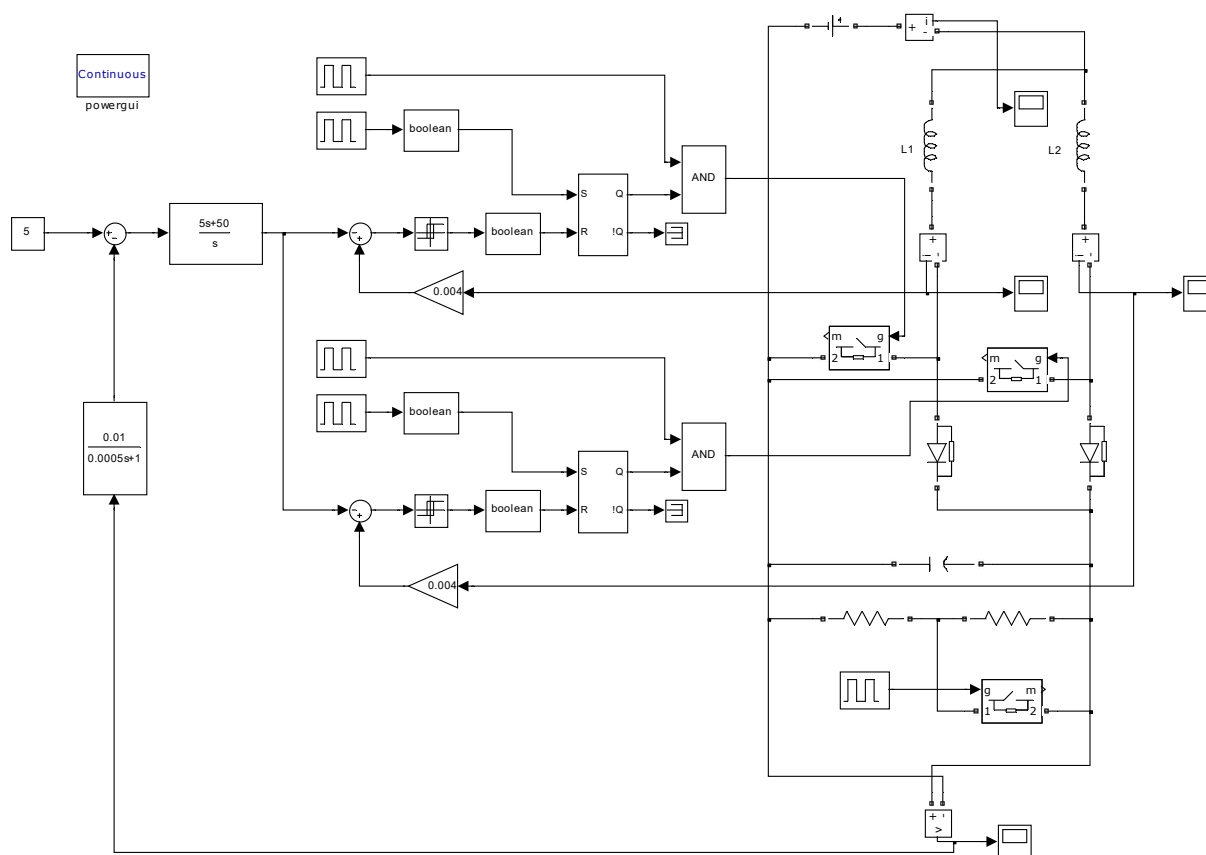 i
+
-
Continuous
powergui
boolean
L1
L2
AND
S
Q
5
+
-
5s+50
s
-
+
boolean
R
!Q
+
-
i
+
-
i
0.004
m
g
2
1
m
g
2
1
boolean
0.01
0.0005s+1
AND
S
Q
-
+
boolean
R
!Q
0.004
g
m
1
2
+
-
v